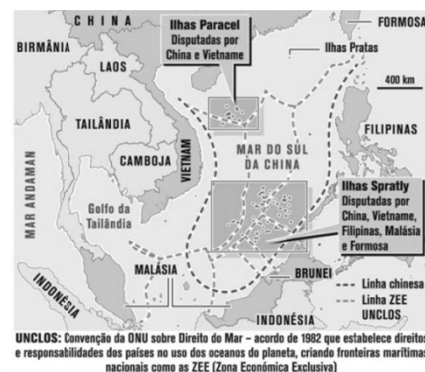 CHINA
FORMOSA
Ilhas Paracel
Disputadas por
China e Vietname
Ilhas Pratas
BIRMÂNIA
LAOS
400 km
TAILÂNDIA
VIETNAM
MAR DO SUL
DA CHINA
FILIPINAS
CAMBOJA
MAR ANDAMAN
Golfo da
Tailândia
Ilhas Spratly
Disputadas por
China, Vietname,
Filipinas, Malásia
e Formosa
MALÁSIA
BRUNEI
INDONÉSIA
INDONÉSIA
Linha chinesa
Linha ZEE
UNCLOS
UNCLOS: Convenção da ONU sobre Direito do Mar – acordo de 1982 que estabelece direitos
e responsabilidades dos países no uso dos oceanos do planeta, criando fronteiras marítimas
nacionais como as ZEE (Zona Económica Exclusiva)